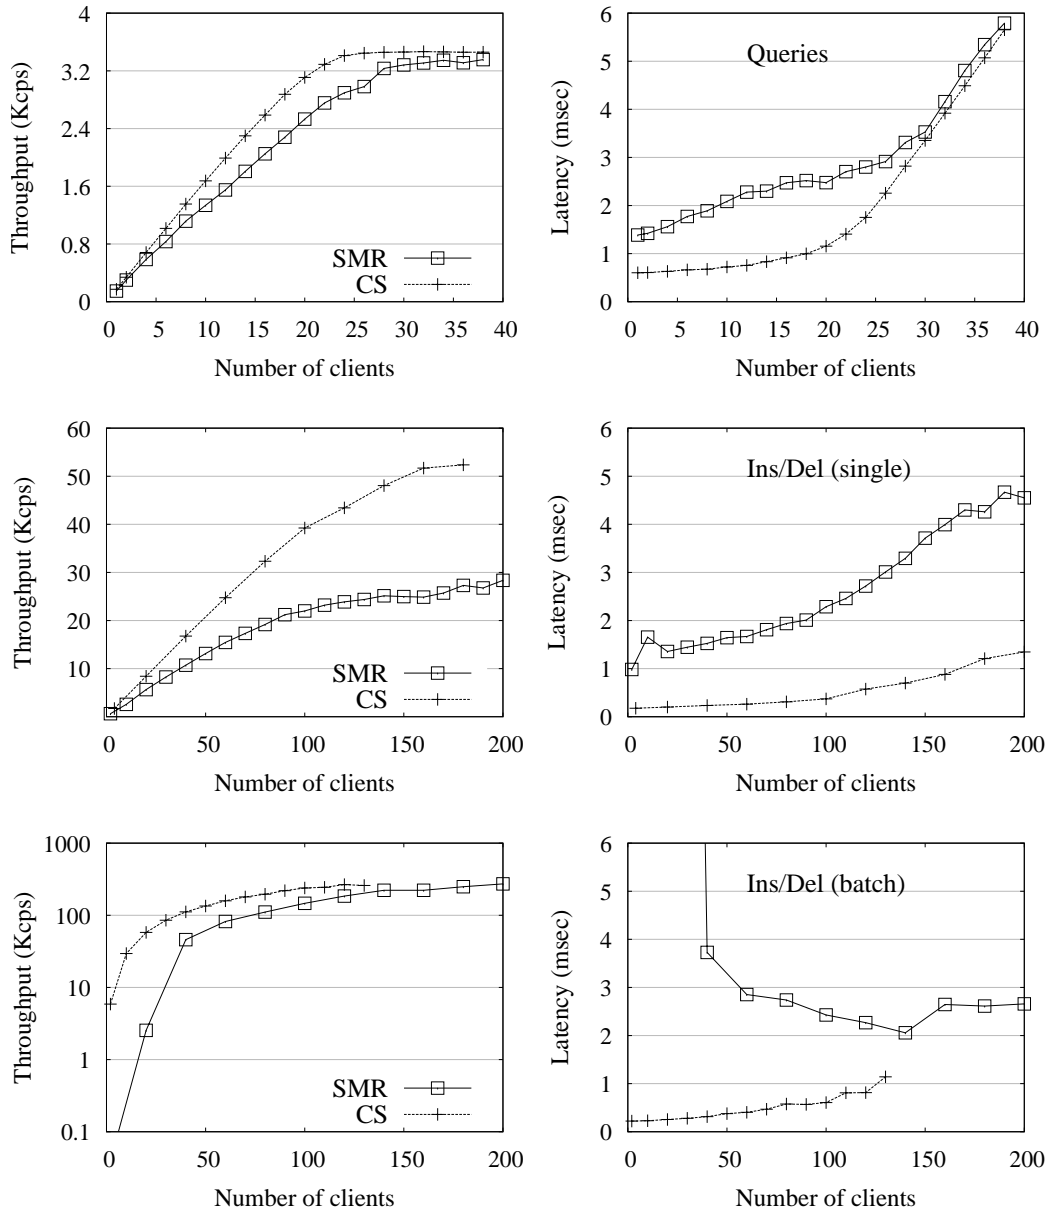 4
3.2
2.4
1.6
0.8
0
Throughput (Kcps)
SMR
CS
0 5 10 15 20 25 30 35 40
Number of clients
6
5
4
3
2
1
0
Latency (msec)
Queries
0 5 10 15 20 25 30 35 40
Number of clients
60
50
40
30
20
10
Throughput (Kcps)
SMR
CS
0 50 100 150 200
Number of clients
6
5
4
3
2
1
0
Latency (msec)
Ins/Del (single)
0 50 100 150 200
Number of clients
1000
100
10
1
0.1
Throughput (Kcps)
SMR
CS
0 50 100 150 200
Number of clients
6
5
4
3
2
1
0
Latency (msec)
Ins/Del (batch)
0 50 100 150 200
Number of clients